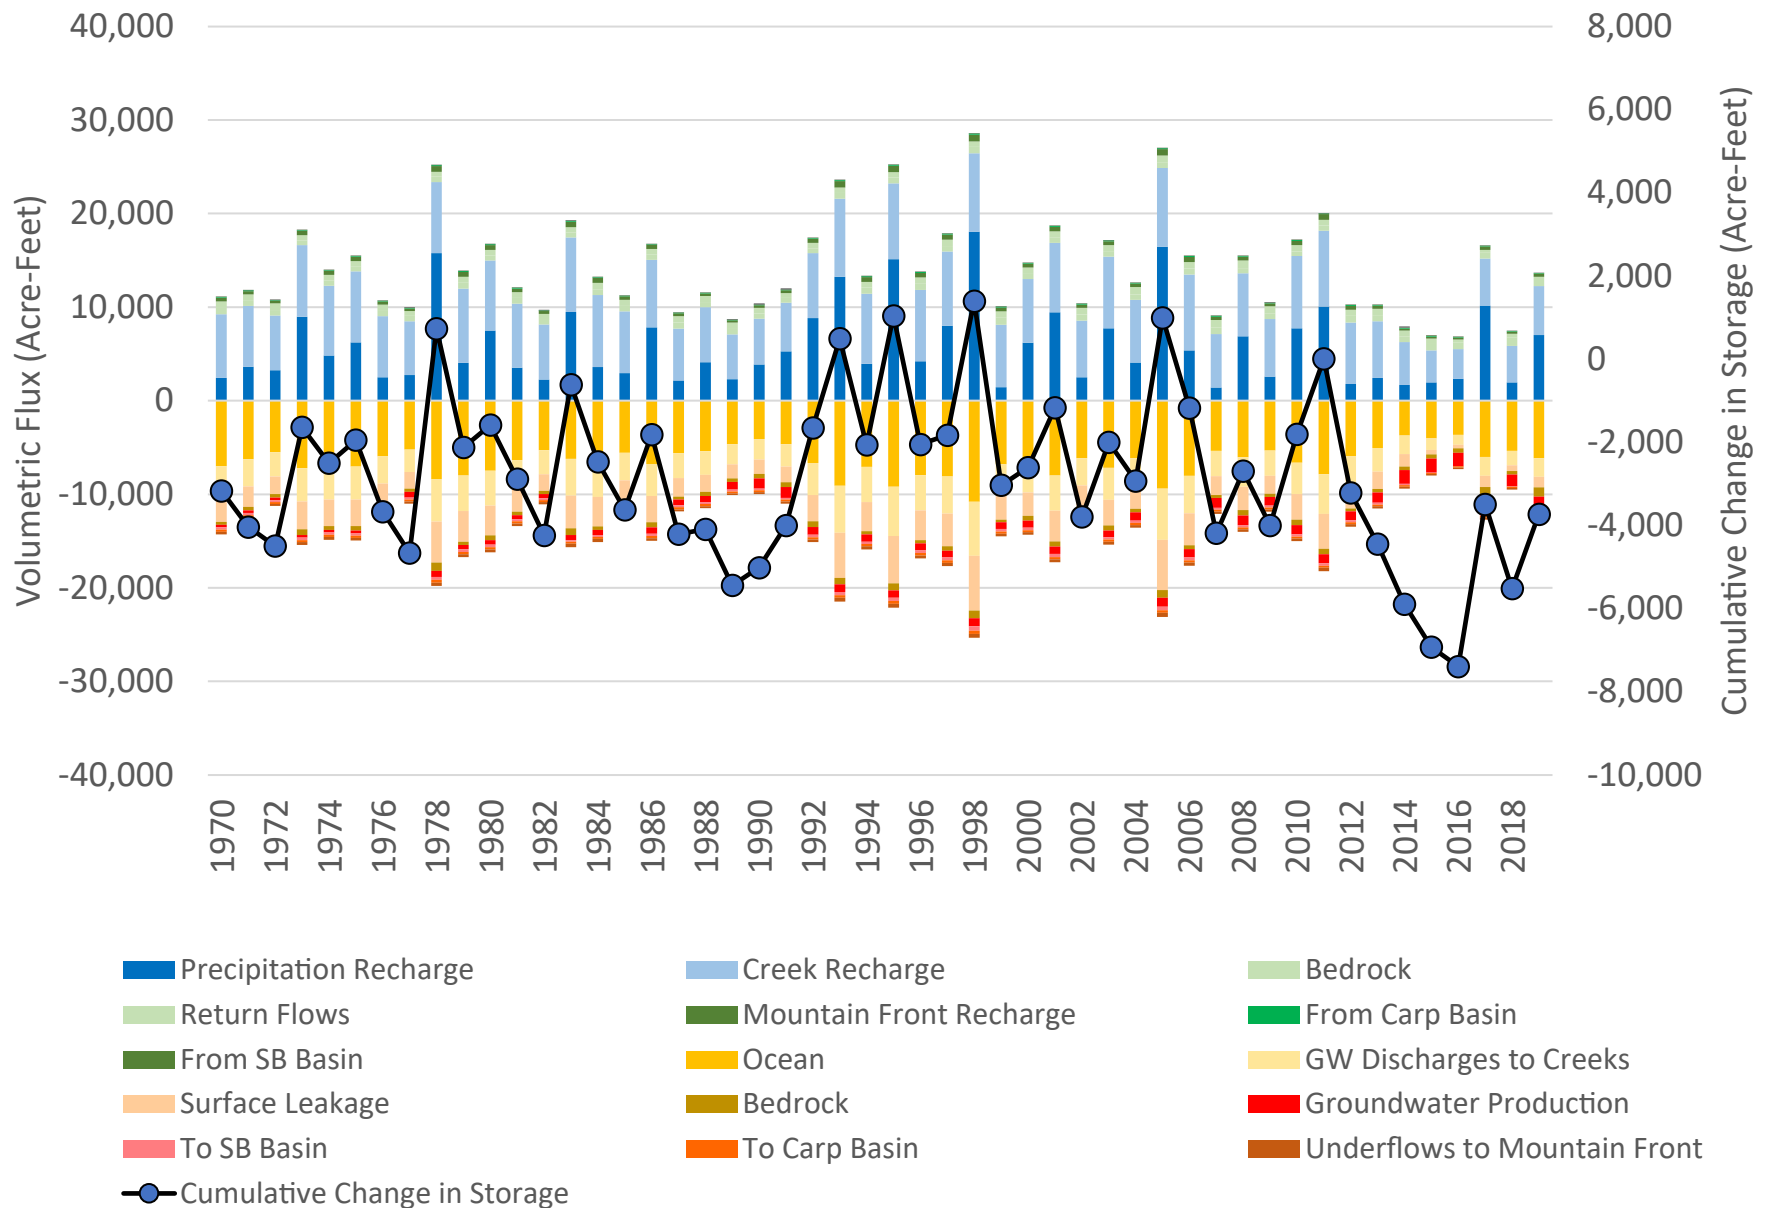 40,000
30,000
20,000
10,000
0
-10,000
-20,000
-30,000
-40,000
Volumetric Flux (Acre-Feet)
8,000
6,000
4,000
2,000
0
-2,000
-4,000
-6,000
-8,000
-10,000
Cumulative Change in Storage (Acre-Feet)
1970
1972
1974
1976
1978
1980
1982
1984
1986
1988
1990
1992
1994
1996
1998
2000
2002
2004
2006
2008
2010
2012
2014
2016
2018
Precipitation Recharge
Creek Recharge
Bedrock
Return Flows
Mountain Front Recharge
From Carp Basin
From SB Basin
Ocean
GW Discharges to Creeks
Surface Leakage
Bedrock
Groundwater Production
To SB Basin
To Carp Basin
Underflows to Mountain Front
Cumulative Change in Storage